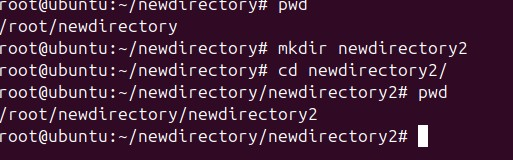 root@ubuntu:~/newdirectory# pwd
/root/newdirectory
root@ubuntu:~/newdirectory# mkdir newdirectory2
root@ubuntu:~/newdirectory# cd newdirectory2/
root@ubuntu:~/newdirectory/newdirectory2# pwd
/root/newdirectory/newdirectory2
root@ubuntu:~/newdirectory/newdirectory2#